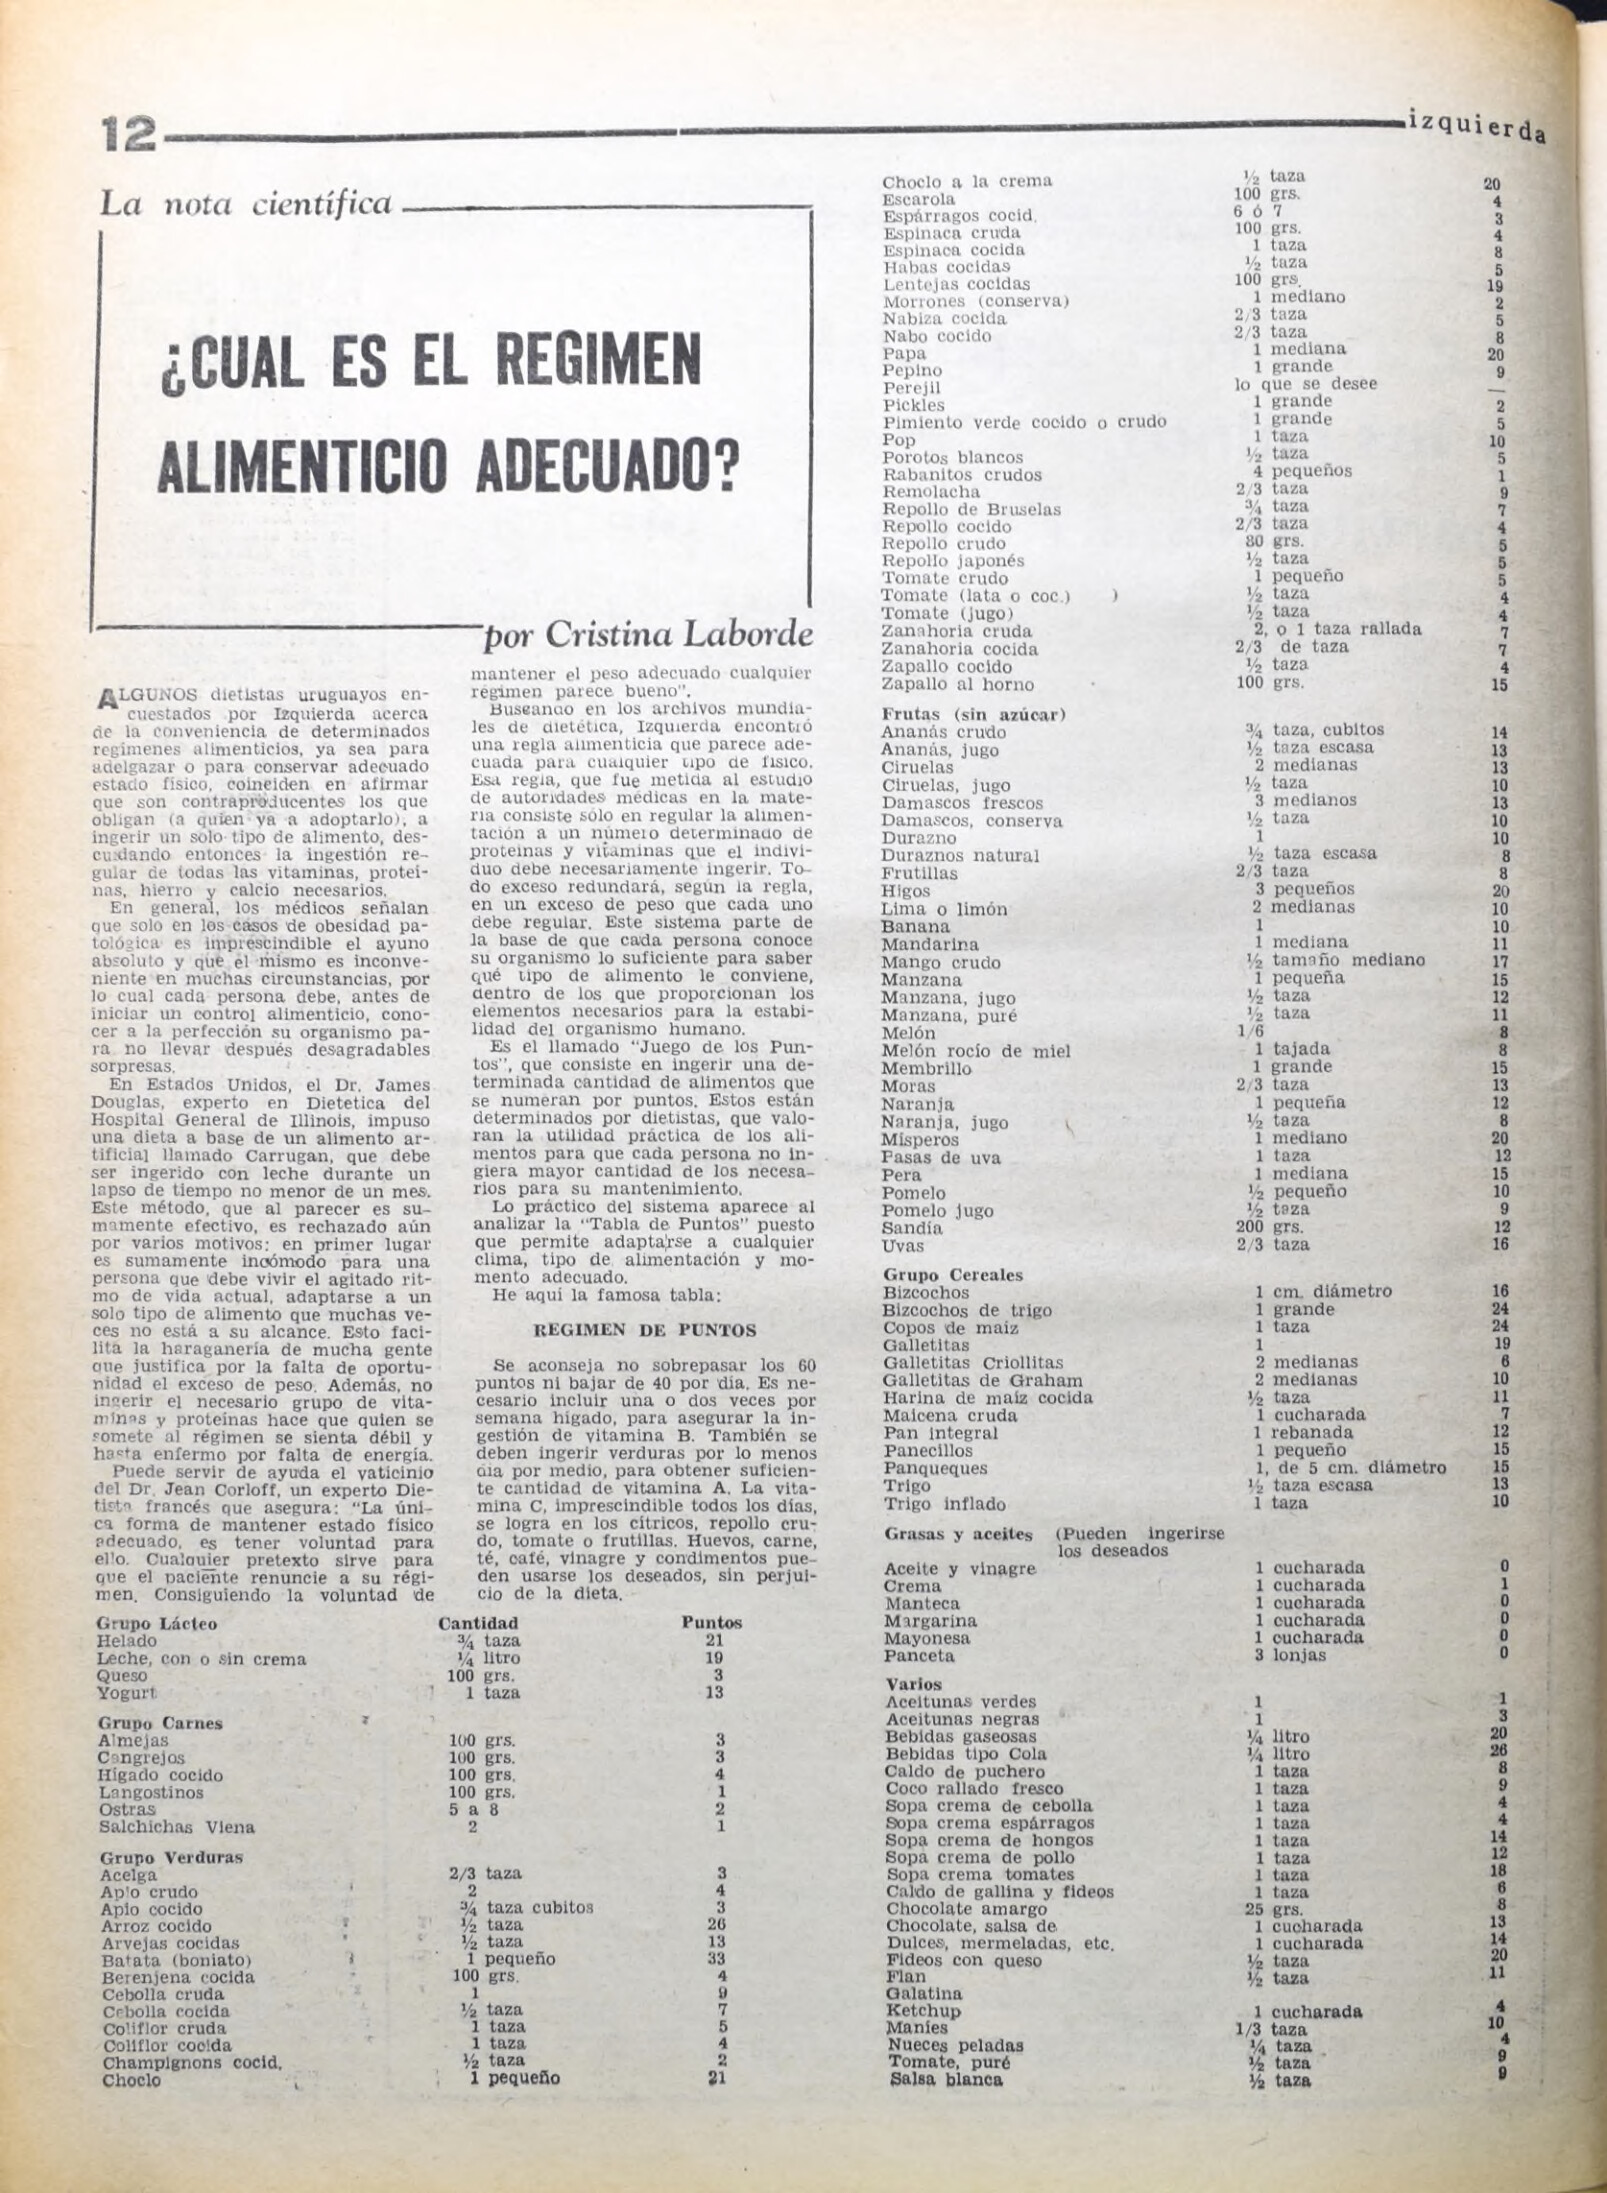 12
izquierda
La nota científica
¿CUAL ES EL REGIMEN
ALIMENTICIO ADECUADO?
por Cristina Laborde
ALGUNOS dietistas uruguayos en-
cuestados por Izquierda acerca
de la conveniencia de determinados
regímenes alimenticios, ya sea para
adelgazar o para conservar adecuado
estado físico, coinciden en afirmar
que son contraproducentes los que
obligan (a quien va a adoptarlo), a
ingerir un solo tipo de alimento, des-
cuidando entonces la ingestión re-
gular de todas las vitaminas, proteí-
nas, hierro y calcio necesarios.
En general, los médicos señalan
que solo en los casos de obesidad pa-
tológica es imprescindible el ayuno
absoluto y que el mismo es inconve-
niente en muchas circunstancias, por
lo cual cada persona debe, antes de
iniciar un control alimenticio, cono-
cer a la perfección su organismo pa-
ra no llevar después desagradables
sorpresas.
En Estados Unidos, el Dr. James
Douglas, experto en Dietetica del
Hospital General de Illinois, impuso
una dieta a base de un alimento ar-
tificial llamado Carrugan, que debe
ser ingerido con leche durante un
lapso de tiempo no menor de un mes.
Este método, que al parecer es su-
mamente efectivo, es rechazado aún
por varios motivos: en primer lugar
es sumamente incómodo para una
persona que debe vivir el agitado rit-
mo de vida actual, adaptarse a un
solo tipo de alimento que muchas ve-
ces no está a su alcance. Esto faci-
lita la haraganería de mucha gente
que justifica por la falta de oportu-
nidad el exceso de peso. Además, no
ingerir el necesario grupo de vita-
minas y proteínas hace que quien se
somete al régimen se sienta débil y
hasta enfermo por falta de energía.
Puede servir de ayuda el vaticinio
del Dr. Jean Corloff, un experto Die-
tista francés que asegura: "La úni-
ca forma de mantener estado físico
adecuado, es tener voluntad para
ello. Cualquier pretexto sirve para
que el paciente renuncie a su régi-
men. Consiguiendo la voluntad de
mantener el peso adecuado cualquier
régimen parece bueno".
Buscando en los archivos mundia-
les de dietética, Izquierda encontró
una regla alimenticia que parece ade-
cuada para cualquier tipo de físico.
Esa regla, que fue metida al estudio
de autoridades médicas en la mate-
ria consiste sólo en regular la alimen-
tación a un número determinado de
proteínas y vitaminas que el indivi-
duo debe necesariamente ingerir. To-
do exceso redundará, según la regla,
en un exceso de peso que cada uno
debe regular. Este sistema parte de
la base de que cada persona conoce
su organismo lo suficiente para saber
qué tipo de alimento le conviene,
dentro de los que proporcionan los
elementos necesarios para la estabi-
lidad del organismo humano.
Es el llamado "Juego de los Pun-
tos", que consiste en ingerir una de-
terminada cantidad de alimentos que
se numeran por puntos. Estos están
determinados por dietistas, que valo-
ran la utilidad práctica de los ali-
mentos para que cada persona no in-
giera mayor cantidad de los necesa-
rios para su mantenimiento.
Lo práctico del sistema aparece al
analizar la "Tabla de Puntos" puesto
que permite adaptarse a cualquier
clima, tipo de alimentación y mo-
mento adecuado.
He aquí la famosa tabla:
REGIMEN DE PUNTOS
Se aconseja no sobrepasar los 60
puntos ni bajar de 40 por día. Es ne-
cesario incluir una o dos veces por
semana hígado, para asegurar la in-
gestión de vitamina B. También se
deben ingerir verduras por lo menos
día por medio, para obtener suficien-
te cantidad de vitamina A. La vita-
mina C, imprescindible todos los días,
se logra en los cítricos, repollo cru-
do, tomate o frutillas. Huevos, carne,
té, café, vinagre y condimentos pue-
den usarse los deseados, sin perjui-
cio de la dieta.
Grupo Lácteo Cantidad Puntos
Helado ¾ taza 21
Leche, con o sin crema ¼ litro 19
Queso 100 grs. 3
Yogurt 1 taza 13
Grupo Carnes
Almejas 100 grs. 3
Cangrejos 100 grs. 3
Hígado cocido 100 grs. 4
Langostinos 100 grs. 1
Ostras 5 a 8 2
Salchichas Viena 2 1
Grupo Verduras
Acelga 2/3 taza 3
Apio crudo 2 4
Apio cocido ¾ taza cubitos 3
Arroz cocido ½ taza 26
Arvejas cocidas ½ taza 13
Batata (boniato) 1 pequeño 33
Berenjena cocida 100 grs. 4
Cebolla cruda 1 9
Cebolla cocida ½ taza 7
Coliflor cruda 1 taza 5
Coliflor cocida 1 taza 4
Champignons cocid. ½ taza 2
Choclo 1 pequeño 21
Choclo a la crema ½ taza 20
Escarola 100 grs. 4
Espárragos cocid. 6 ó 7 3
Espinaca cruda 100 grs. 4
Espinaca cocida 1 taza 8
Habas cocidas ½ taza 5
Lentejas cocidas 100 grs. 19
Morrones (conserva) 1 mediano 2
Nabiza cocida 2/3 taza 5
Nabo cocido 2/3 taza 8
Papa 1 mediana 20
Pepino 1 grande 9
Perejil lo que se desee —
Pickles 1 grande 2
Pimiento verde cocido o crudo 1 grande 5
Pop 1 taza 10
Porotos blancos ½ taza 5
Rabanitos crudos 4 pequeños 1
Remolacha 2/3 taza 9
Repollo de Bruselas ¾ taza 7
Repollo cocido 2/3 taza 4
Repollo crudo 80 grs. 5
Repollo japonés ½ taza 5
Tomate crudo 1 pequeño 5
Tomate (lata o coc.) ) ½ taza 4
Tomate (jugo) ½ taza 4
Zanahoria cruda 2, o 1 taza rallada 7
Zanahoria cocida 2/3 de taza 7
Zapallo cocido ½ taza 4
Zapallo al horno 100 grs. 15
Frutas (sin azúcar)
Ananás crudo ¾ taza, cubitos 14
Ananás, jugo ½ taza escasa 13
Ciruelas 2 medianas 13
Ciruelas, jugo ½ taza 10
Damascos frescos 3 medianos 13
Damascos, conserva ½ taza 10
Durazno 1 10
Duraznos natural ½ taza escasa 8
Frutillas 2/3 taza 8
Higos 3 pequeños 20
Lima o limón 2 medianas 10
Banana 1 10
Mandarina 1 mediana 11
Mango crudo ½ tamaño mediano 17
Manzana 1 pequeña 15
Manzana, jugo ½ taza 12
Manzana, puré ½ taza 11
Melón 1/6 8
Melón rocío de miel 1 tajada 8
Membrillo 1 grande 15
Moras 2/3 taza 13
Naranja 1 pequeña 12
Naranja, jugo ½ taza 8
Mísperos 1 mediano 20
Pasas de uva 1 taza 12
Pera 1 mediana 15
Pomelo ½ pequeño 10
Pomelo jugo ½ taza 9
Sandía 200 grs. 12
Uvas 2/3 taza 16
Grupo Cereales
Bizcochos 1 cm. diámetro 16
Bizcochos de trigo 1 grande 24
Copos de maíz 1 taza 24
Galletitas 1 19
Galletitas Criollitas 2 medianas 6
Galletitas de Graham 2 medianas 10
Harina de maíz cocida ½ taza 11
Maicena cruda 1 cucharada 7
Pan integral 1 rebanada 12
Panecillos 1 pequeño 15
Panqueques 1, de 5 cm. diámetro 15
Trigo ½ taza escasa 13
Trigo inflado 1 taza 10
Grasas y aceites (Pueden ingerirse
los deseados
Aceite y vinagre 1 cucharada 0
Crema 1 cucharada 1
Manteca 1 cucharada 0
Margarina 1 cucharada 0
Mayonesa 1 cucharada 0
Panceta 3 lonjas 0
Varios
Aceitunas verdes 1 1
Aceitunas negras 1 3
Bebidas gaseosas ¼ litro 20
Bebidas tipo Cola ¼ litro 26
Caldo de puchero 1 taza 8
Coco rallado fresco 1 taza 9
Sopa crema de cebolla 1 taza 4
Sopa crema espárragos 1 taza 4
Sopa crema de hongos 1 taza 14
Sopa crema de pollo 1 taza 12
Sopa crema tomates 1 taza 18
Caldo de gallina y fideos 1 taza 6
Chocolate amargo 25 grs. 8
Chocolate, salsa de 1 cucharada 13
Dulces, mermeladas, etc. 1 cucharada 14
Fideos con queso ½ taza 20
Flan ½ taza 11
Galatina
Ketchup 1 cucharada 4
Maníes 1/3 taza 10
Nueces peladas ¼ taza 4
Tomate, puré ½ taza 9
Salsa blanca ½ taza 9